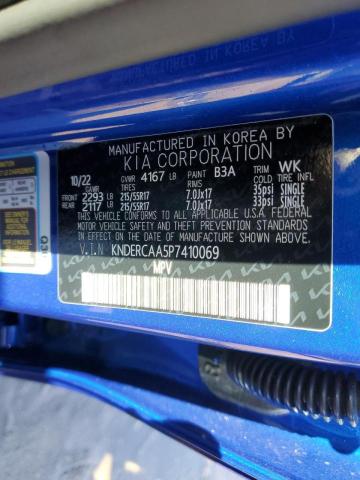 MANUFACTURED IN KOREA BY
KIA CORPORATION
10/22 GVWR 4167 LB PAINT B3A TRIM WK
GAWR TIRES RIMS COLD TIRE INFL
FRONT 2293 LB 215/55R17 7.0Jx17 35psi SINGLE
REAR 2117 LB 215/55R17 7.0Jx17 33psi SINGLE
THIS VEHICLE CONFORMS TO ALL APPLICABLE U.S.A. FEDERAL
MOTOR VEHICLE SAFETY, BUMPER, AND THEFT PREVENTION
STANDARDS IN EFFECT ON THE DATE OF MANUFACTURE SHOWN ABOVE.
V.I.N KNDERCAA5P7410069
MPV